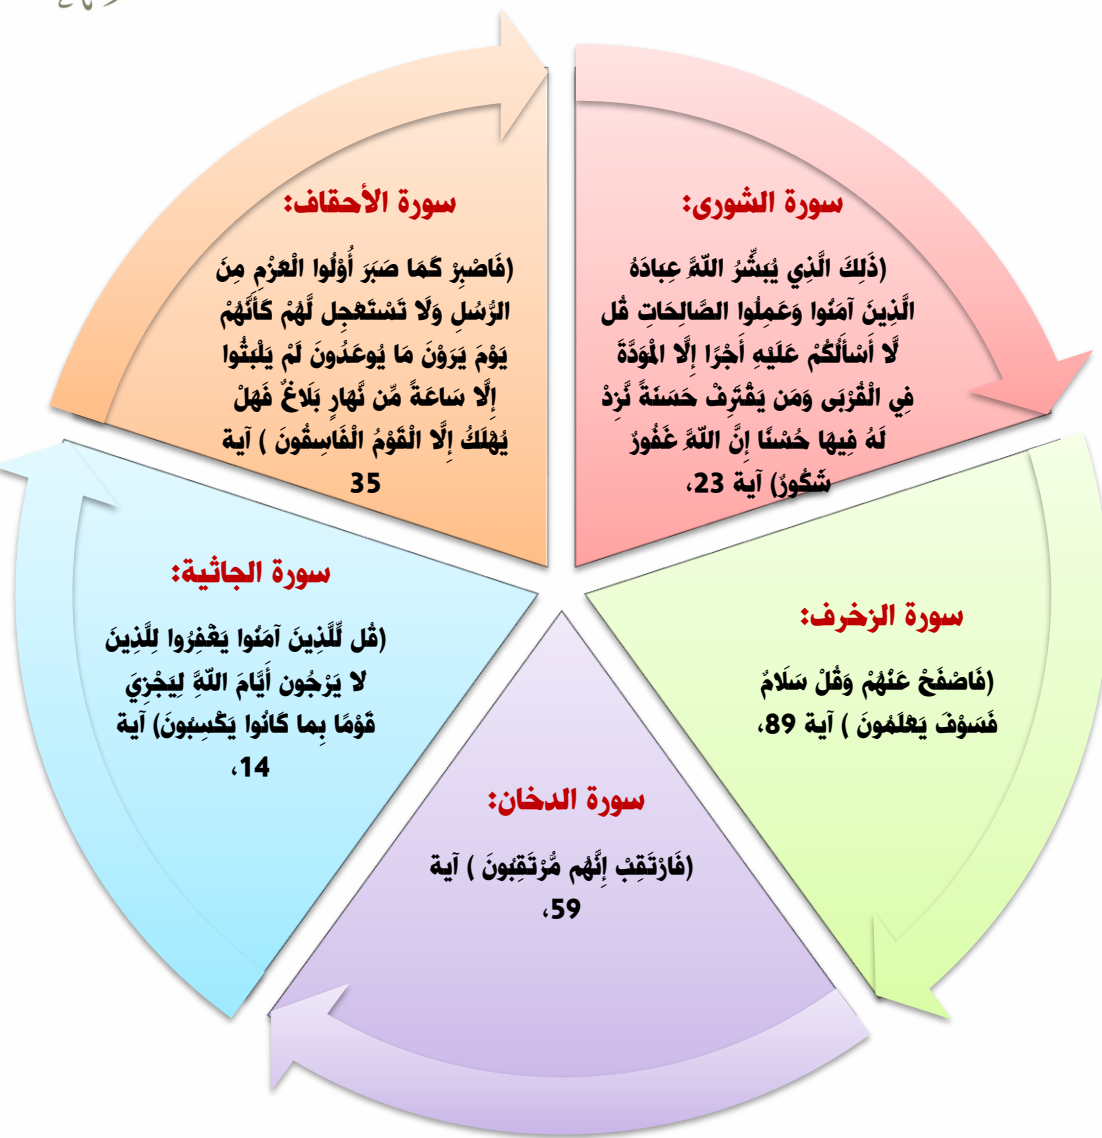 سورة الشورى:
(ذَلِكَ الَّذِي يُبَشِّرُ اللَّهُ عِبَادَهُ
الَّذِينَ آمَنُوا وَعَمِلُوا الصَّالِحَاتِ قُل
لَّا أَسْأَلُكُمْ عَلَيْهِ أَجْرًا إِلَّا الْمَوَدَّةَ
فِي الْقُرْبَى وَمَن يَقْتَرِفْ حَسَنَةً نَّزِدْ
لَهُ فِيهَا حُسْنًا إِنَّ اللَّهَ غَفُورٌ
شَكُورٌ) آية 23،
سورة الزخرف:
(فَاصْفَحْ عَنْهُمْ وَقُلْ سَلَامٌ
فَسَوْفَ يَعْلَمُونَ ) آية 89،
سورة الدخان:
(فَارْتَقِبْ إِنَّهُم مُّرْتَقِبُونَ ) آية
59،
سورة الجاثية:
(قُل لِّلَّذِينَ آمَنُوا يَغْفِرُوا لِلَّذِينَ
لا يَرْجُون أَيَّامَ اللَّهِ لِيَجْزِيَ
قَوْمًا بِما كَانُوا يَكْسِبُونَ) آية
14،
سورة الأحقاف:
(فَاصْبِرْ كَمَا صَبَرَ أُوْلُوا الْعَزْمِ مِنَ
الرُّسُلِ وَلَا تَسْتَعْجِل لَّهُمْ كَأَنَّهُمْ
يَوْمَ يَرَوْنَ مَا يُوعَدُونَ لَمْ يَلْبَثُوا
إِلَّا سَاعَةً مِّن نَّهَارٍ بَلَاغٌ فَهَلْ
يُهْلَكُ إِلَّا الْقَوْمُ الْفَاسِقُونَ ) آية
35